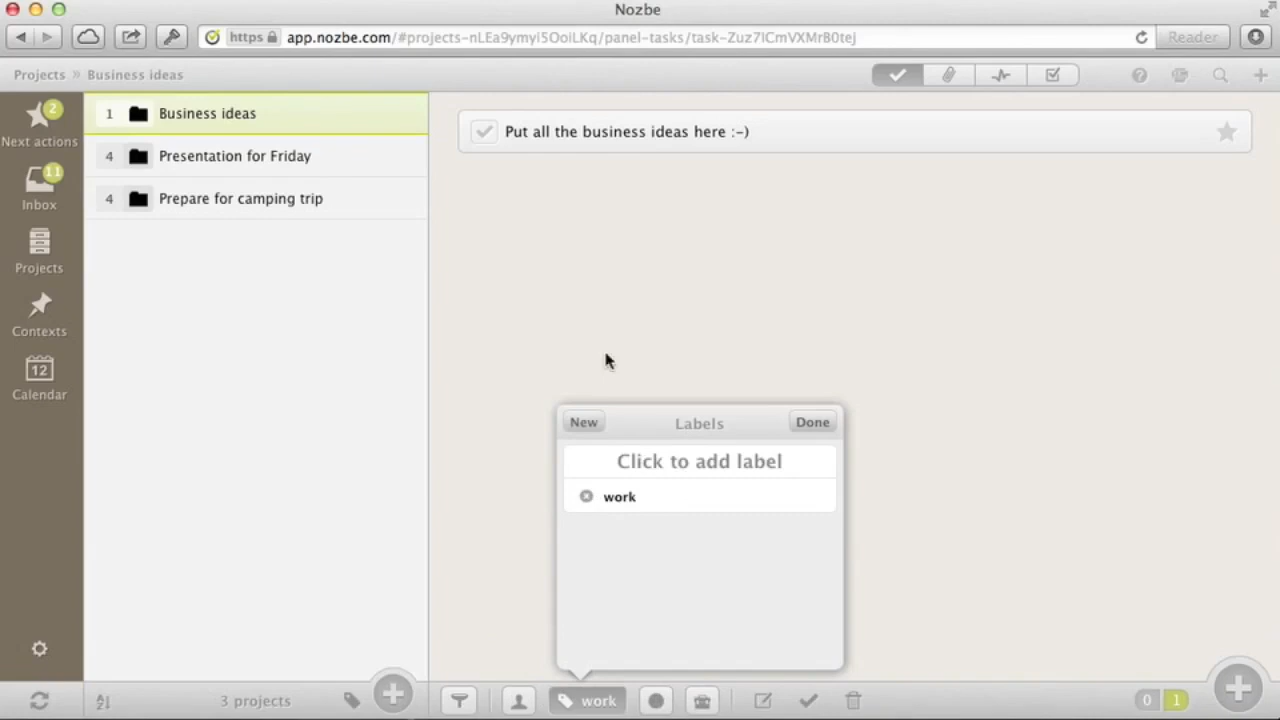 Nozbe
https app.nozbe.com/#projects-nLEa9ymyi5OoiLKq/panel-tasks/task-Zuz7ICmVXMrB0tej Reader
Projects » Business ideas
2
Next actions
11
Inbox
Projects
Contexts
12
Calendar
1 Business ideas
4 Presentation for Friday
4 Prepare for camping trip
Put all the business ideas here :-)
New Labels Done
Click to add label
work
3 projects
work
0 1